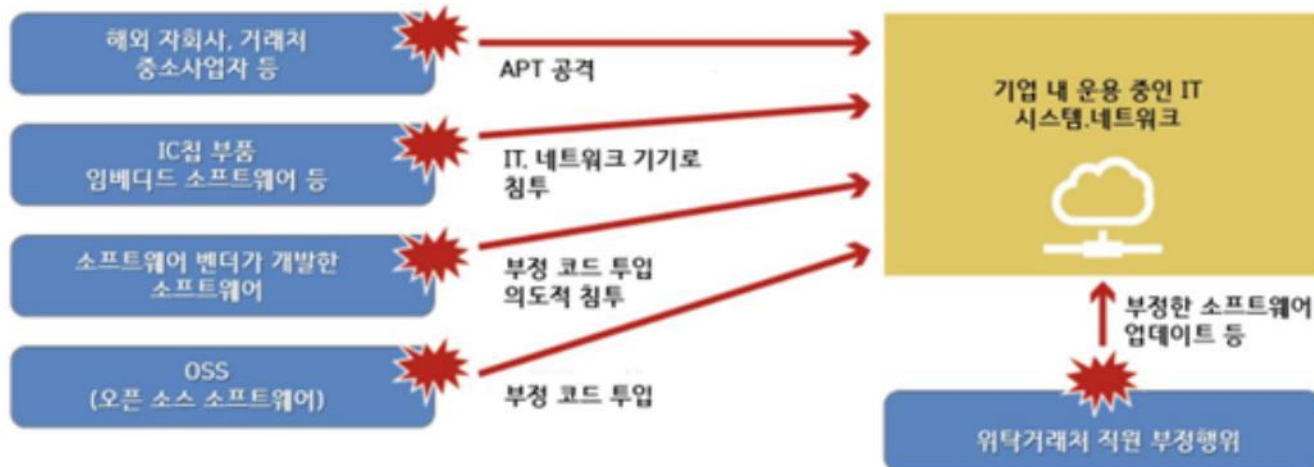 해외 자회사, 거래처
중소사업자 등
APT 공격
IC칩 부품
임베디드 소프트웨어 등
IT. 네트워크 기기로
침투
소프트웨어 벤더가 개발한
소프트웨어
부정 코드 투입
의도적 침투
OSS
(오픈 소스 소프트웨어)
부정 코드 투입
기업 내 운용 중인 IT
시스템.네트워크
부정한 소프트웨어
업데이트 등
위탁거래처 직원 부정행위